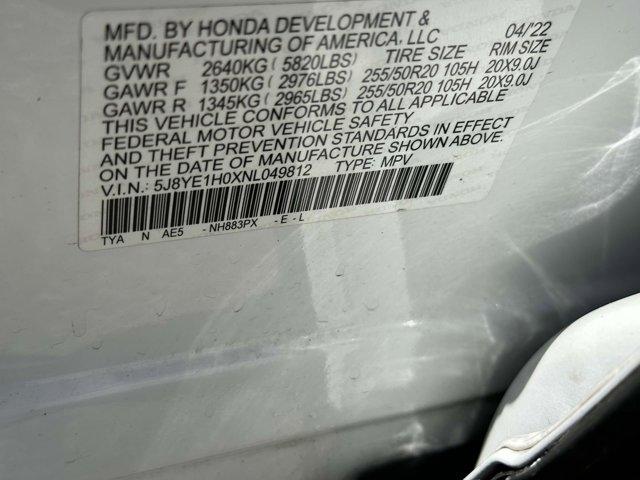 MFD. BY HONDA DEVELOPMENT & 04/22
MANUFACTURING OF AMERICA, LLC
GVWR 2640KG ( 5820LBS) TIRE SIZE RIM SIZE
GAWR F 1350KG ( 2976LBS) 255/50R20 105H 20X9.0J
GAWR R 1345KG ( 2965LBS) 255/50R20 105H 20X9.0J
THIS VEHICLE CONFORMS TO ALL APPLICABLE
FEDERAL MOTOR VEHICLE SAFETY
AND THEFT PREVENTION STANDARDS IN EFFECT
ON THE DATE OF MANUFACTURE SHOWN ABOVE.
V.I.N.: 5J8YE1H0XNL049812 TYPE: MPV
TYA N AE5 -NH883PX -E-L